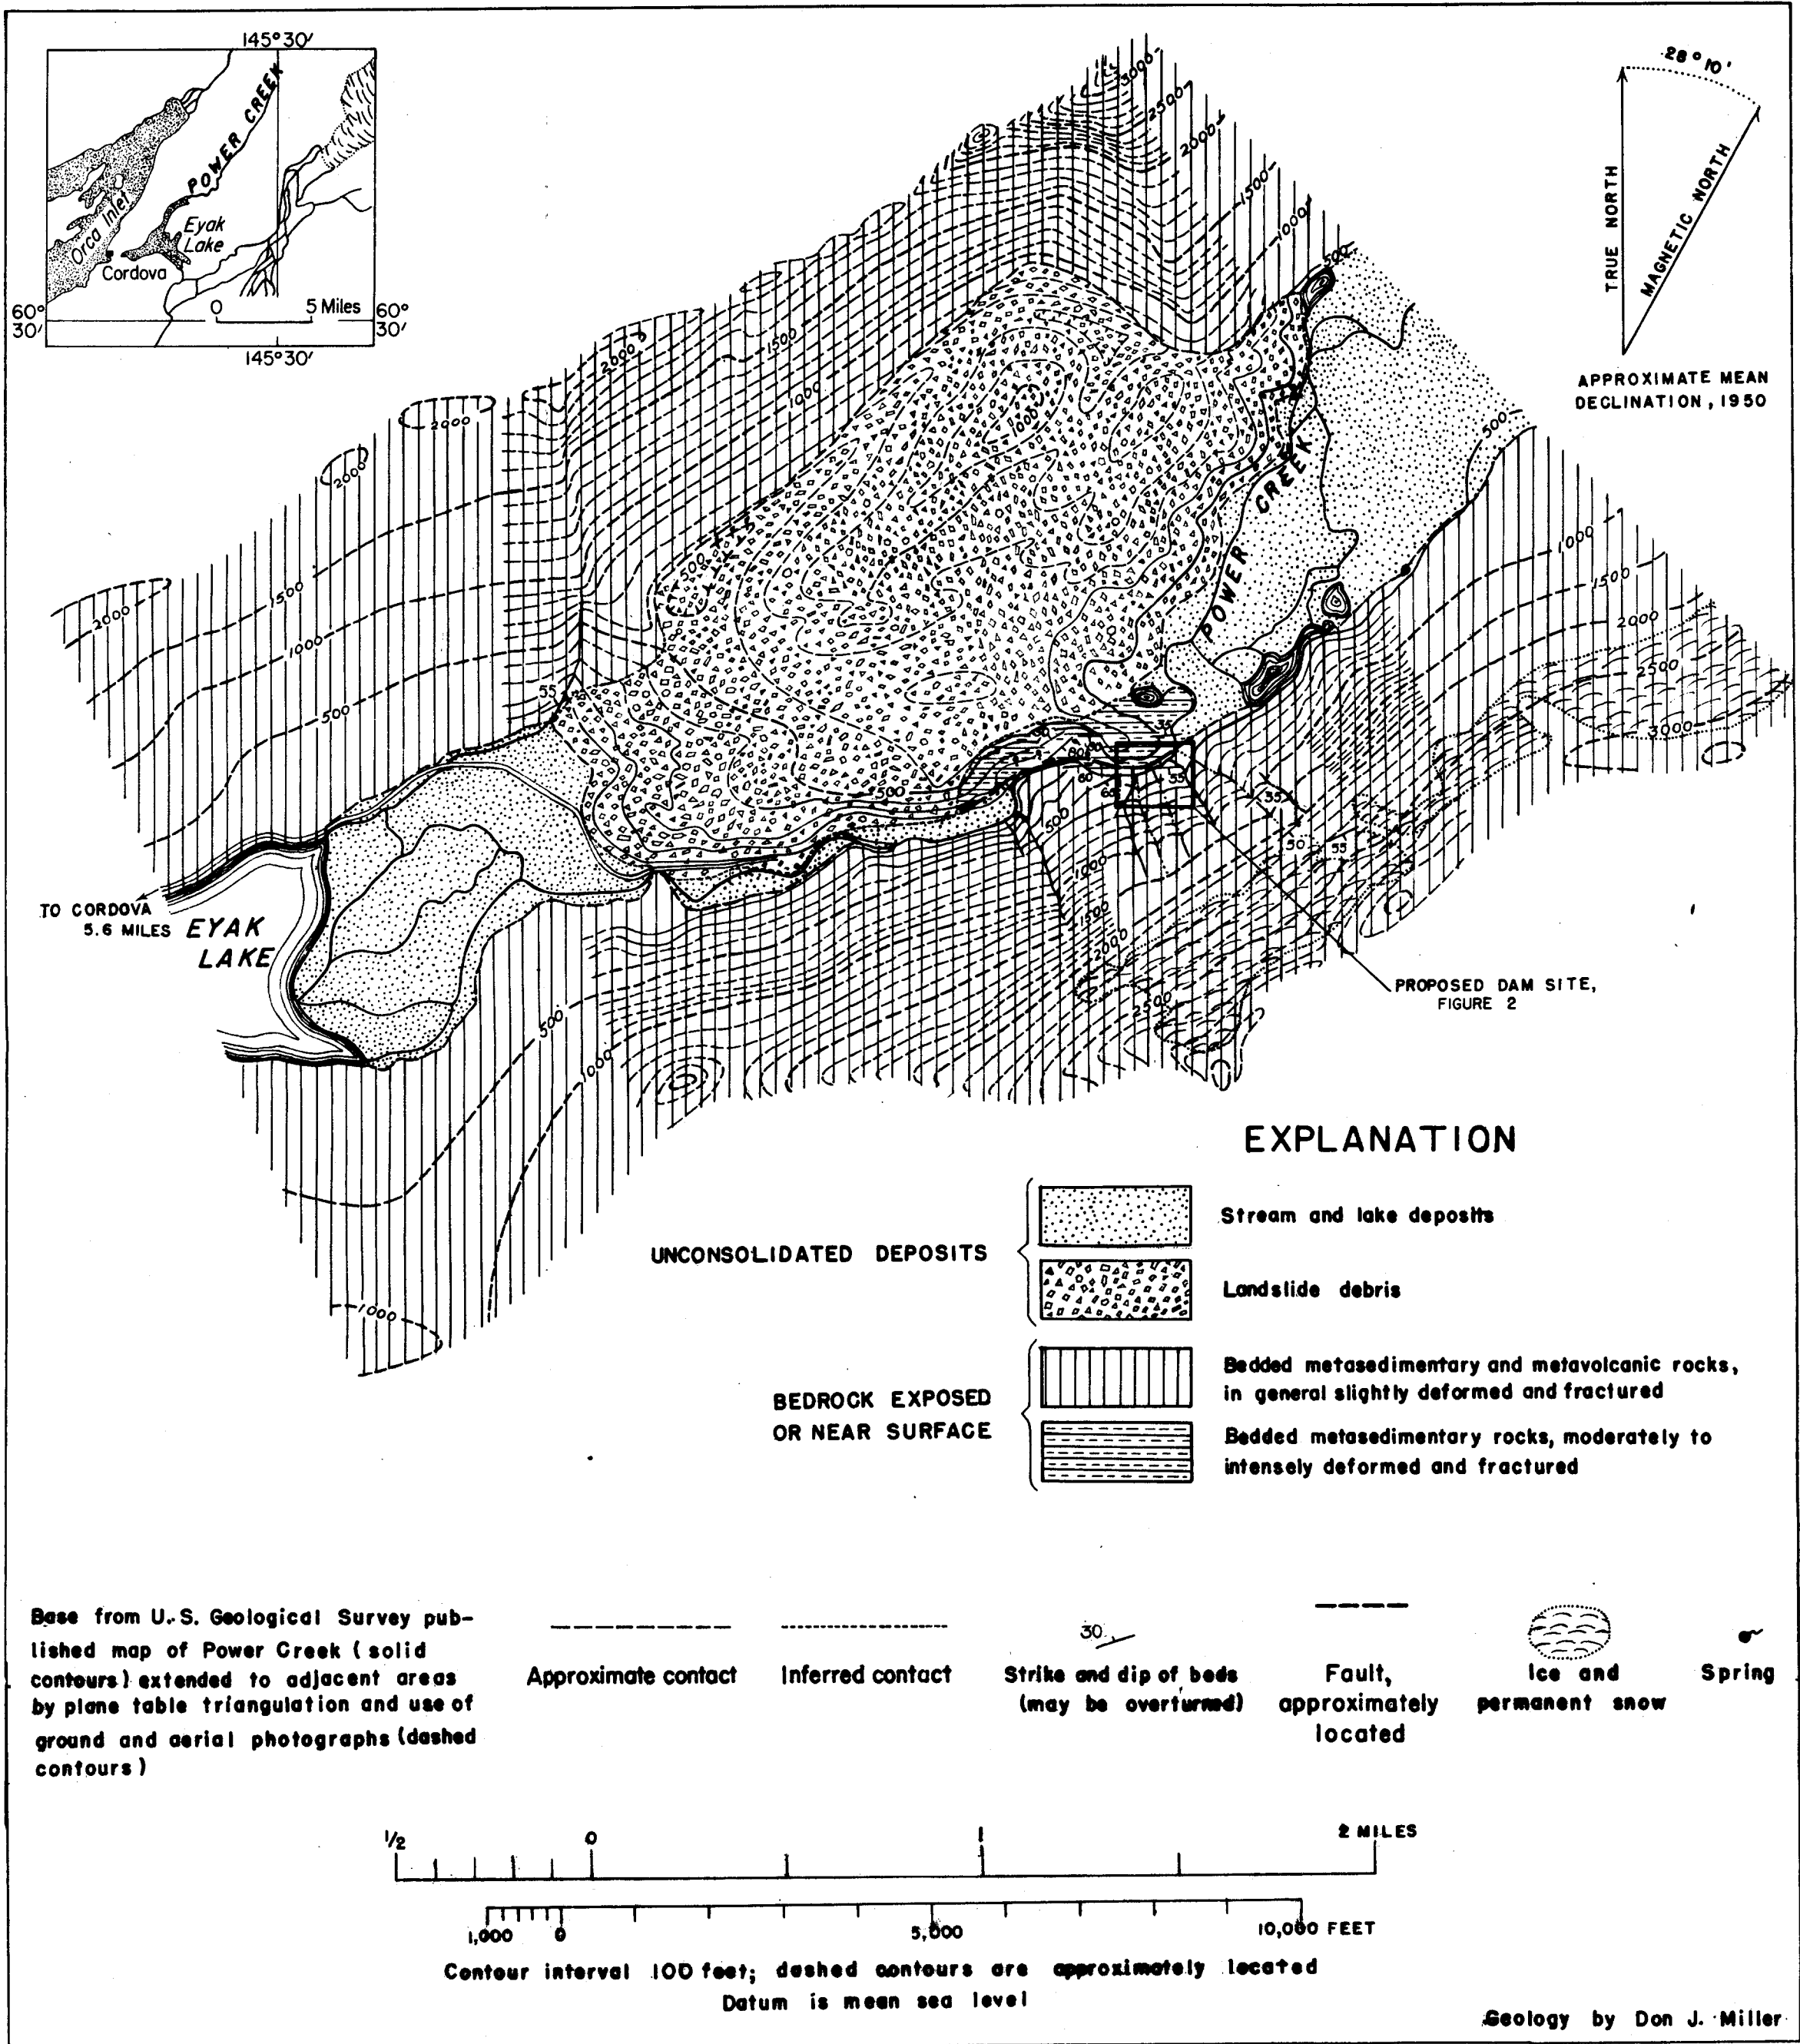 145°30′
POWER CREEK
Orca Inlet
Eyak
Lake
Cordova
0 5 Miles
60°
30′
60°
30′
145°30′
28°10'
TRUE NORTH
MAGNETIC NORTH
APPROXIMATE MEAN
DECLINATION, 1950
3000
2500
2000
1500
1000
500
2000
1500
1000
2000
2000
1000
500
500
2000
1500
1000
500
55
POWER CREEK
1000
1500
2000
2500
3000
35
500
60
60
55
35
50
55
500
1000
1500
2000
2500
TO CORDOVA
5.6 MILES
EYAK
LAKE
500
1000
1000
PROPOSED DAM SITE,
FIGURE 2
EXPLANATION
UNCONSOLIDATED DEPOSITS
Stream and lake deposits
Landslide debris
BEDROCK EXPOSED
OR NEAR SURFACE
Bedded metasedimentary and metavolcanic rocks,
in general slightly deformed and fractured
Bedded metasedimentary rocks, moderately to
intensely deformed and fractured
Base from U.S. Geological Survey pub-
lished map of Power Creek (solid
contours) extended to adjacent areas
by plane table triangulation and use of
ground and aerial photographs (dashed
contours)
Approximate contact
Inferred contact
30
Strike and dip of beds
(may be overturned)
Fault,
approximately
located
Ice and
permanent snow
Spring
1/2 0 1 2 MILES
1,000 0 5,000 10,000 FEET
Contour interval 100 feet; dashed contours are approximately located
Datum is mean sea level
Geology by Don J. Miller